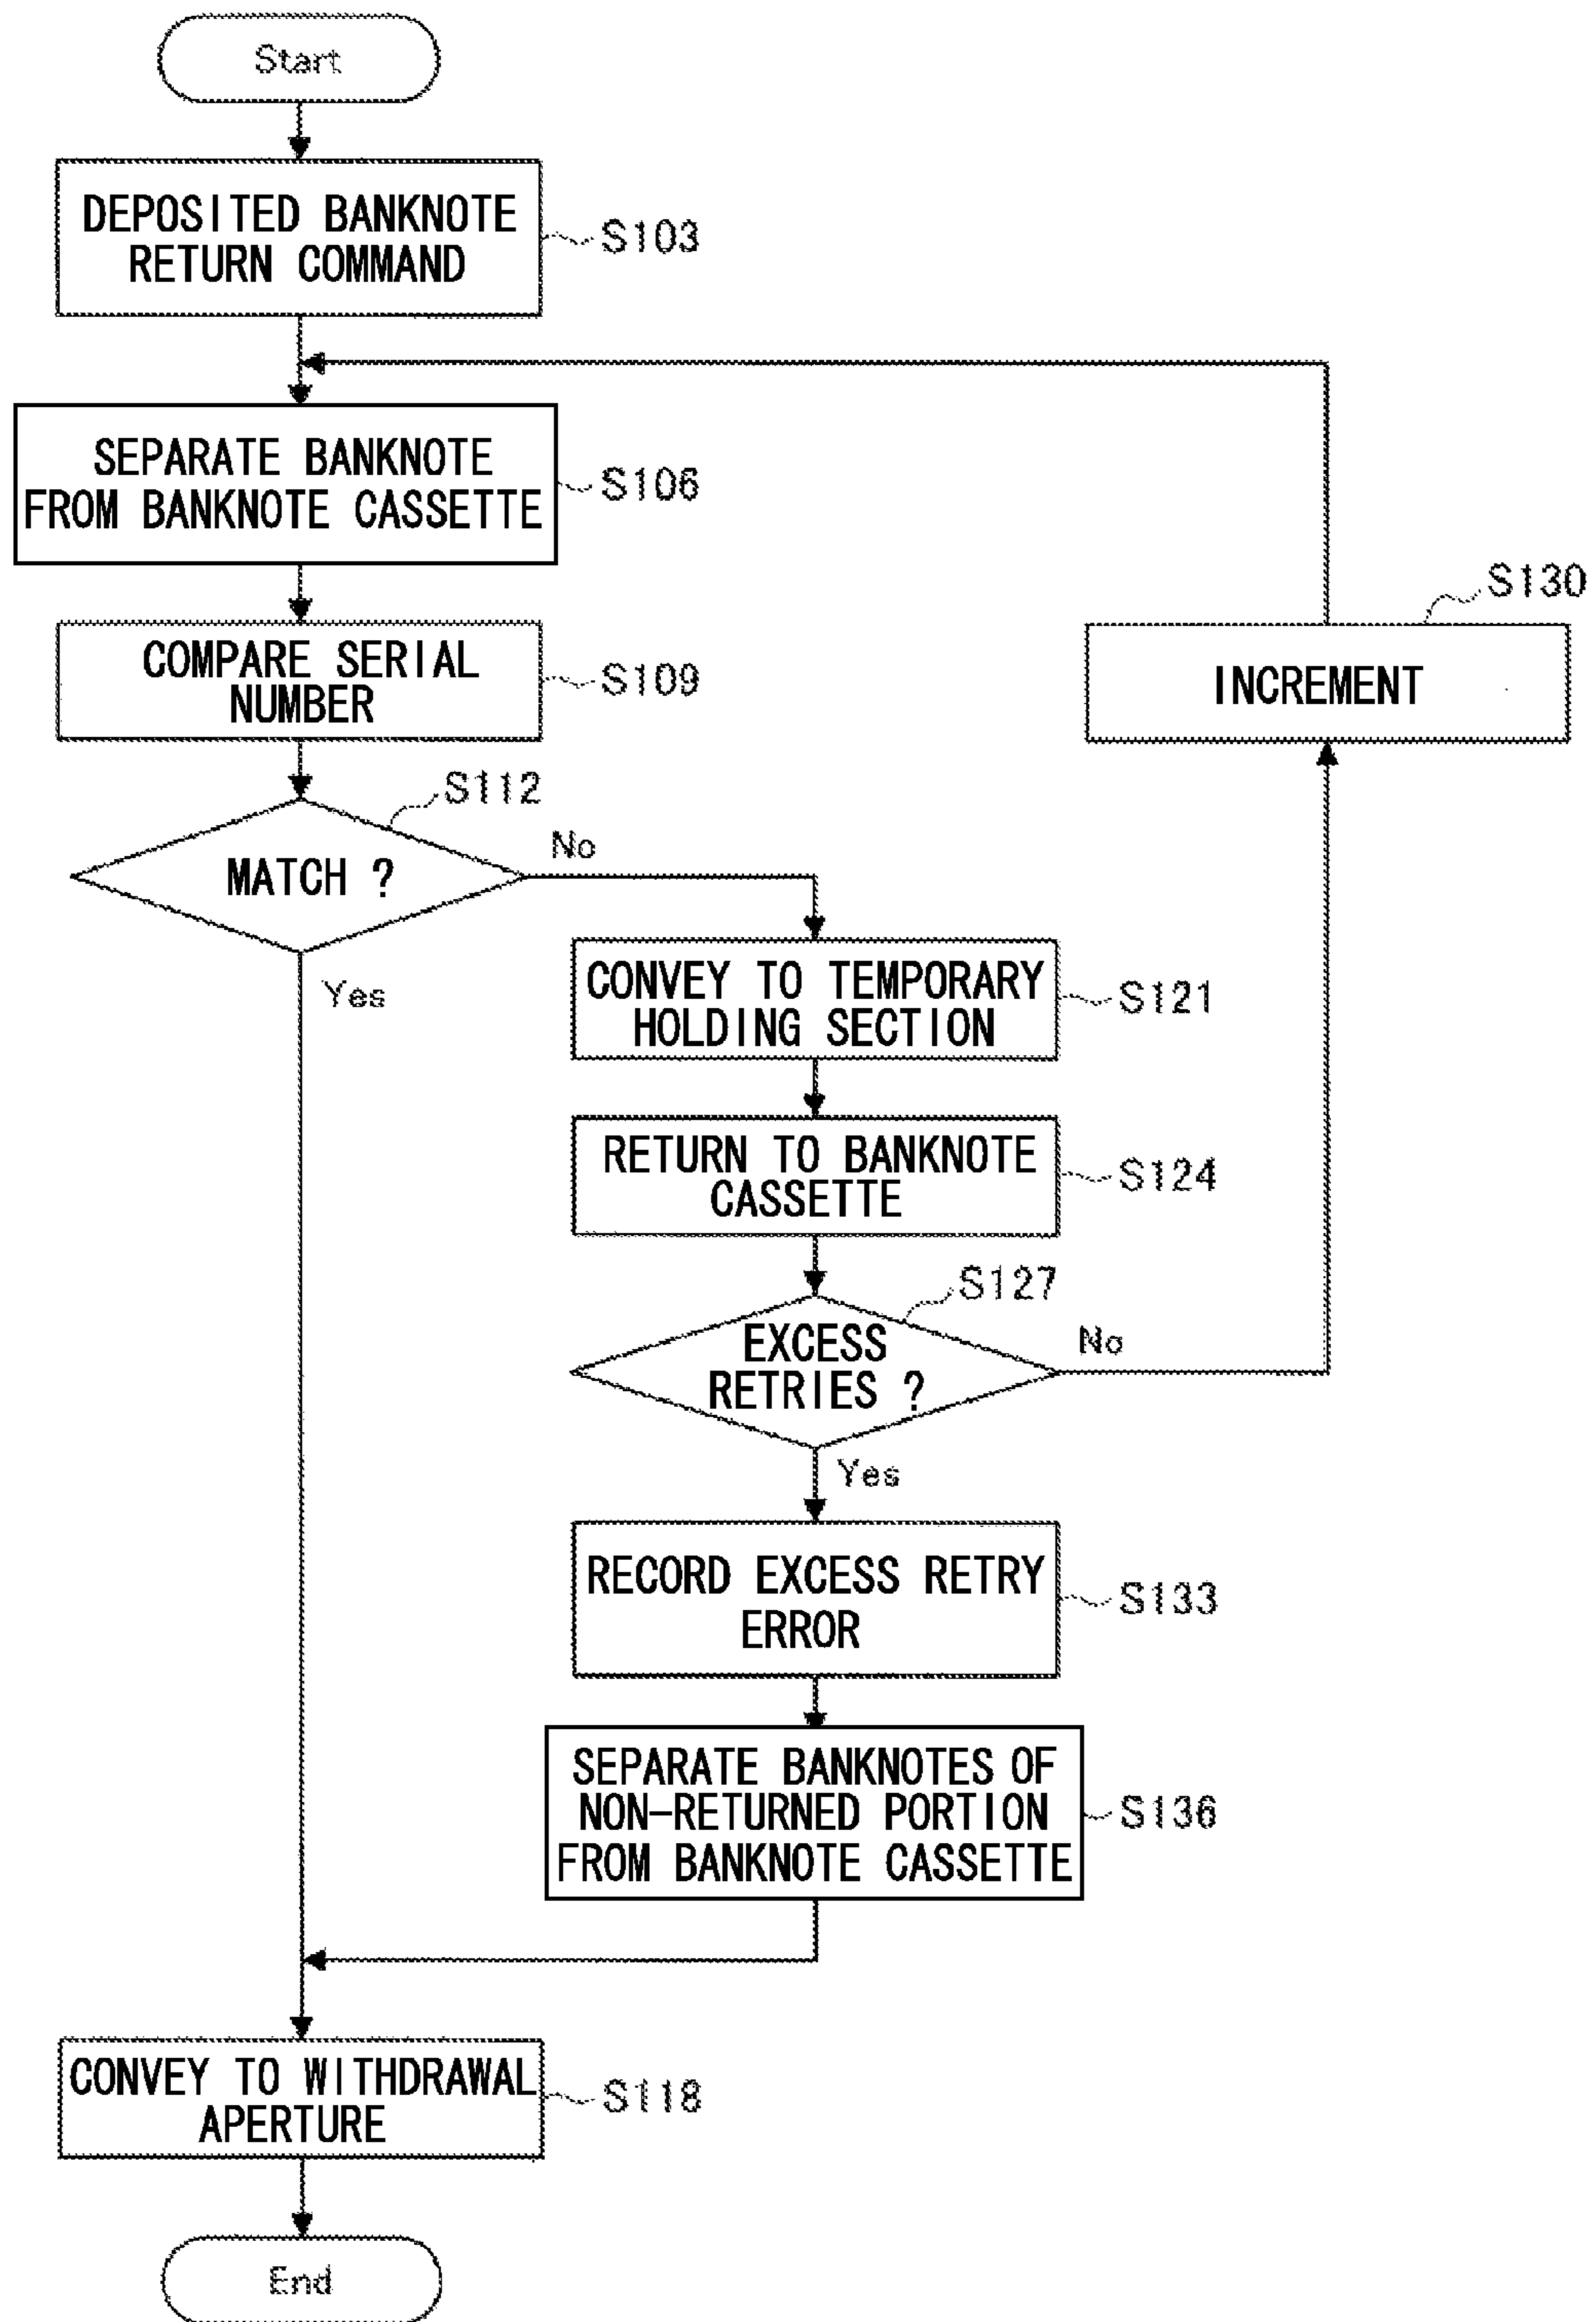 Start
DEPOSITED BANKNOTE
RETURN COMMAND
S103
SEPARATE BANKNOTE
FROM BANKNOTE CASSETTE
S106
S130
INCREMENT
COMPARE SERIAL
NUMBER
S109
S112
MATCH ?
No
Yes
CONVEY TO TEMPORARY
HOLDING SECTION
S121
RETURN TO BANKNOTE
CASSETTE
S124
S127
EXCESS
RETRIES ?
No
Yes
RECORD EXCESS RETRY
ERROR
S133
SEPARATE BANKNOTES OF
NON-RETURNED PORTION
FROM BANKNOTE CASSETTE
S136
CONVEY TO WITHDRAWAL
APERTURE
S118
End